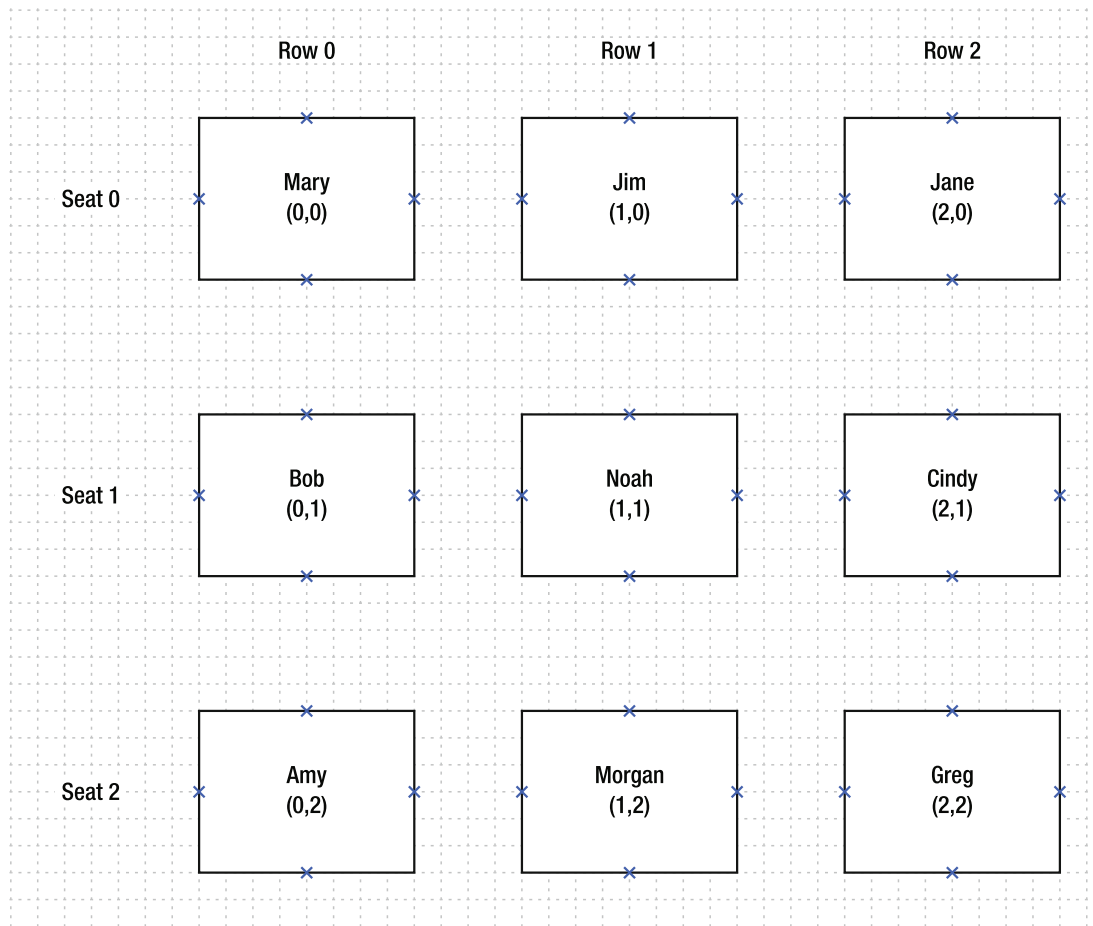 Row 0
Row 1
Row 2
Seat 0
Mary
(0,0)
Jim
(1,0)
Jane
(2,0)
Seat 1
Bob
(0,1)
Noah
(1,1)
Cindy
(2,1)
Seat 2
Amy
(0,2)
Morgan
(1,2)
Greg
(2,2)